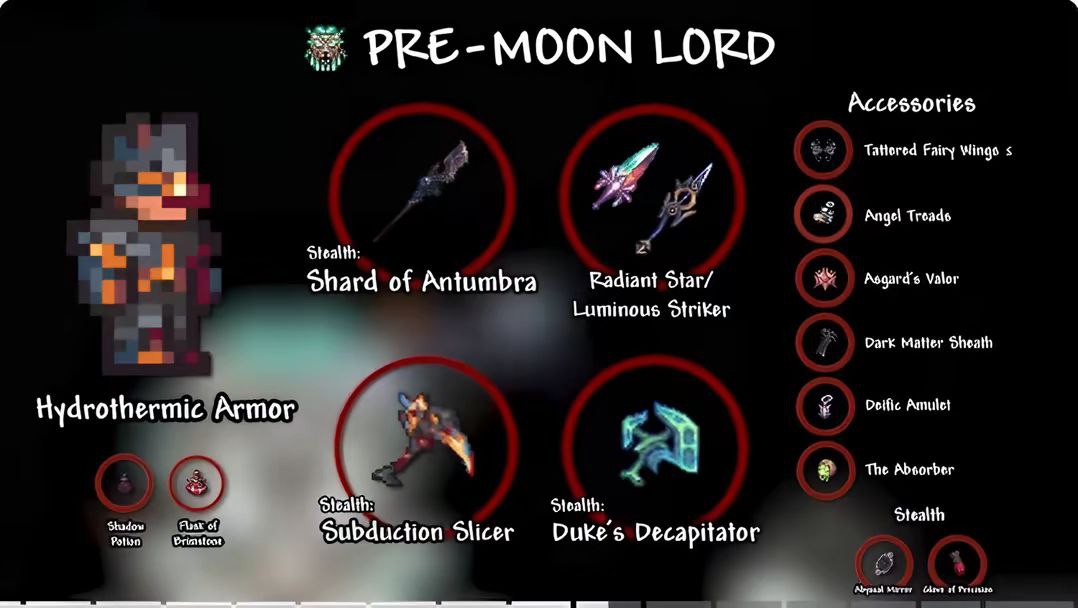 PRE-MOON LORD
Accessories
Tattered Fairy Wings s
Angel Treads
Asgard's Valor
Dark Matter Sheath
Deific Amulet
The Absorber
Stealth
Abyssal Mirror
Glove of Precision
Stealth:
Shard of Antumbra
Radiant Star/
Luminous Striker
Hydrothermic Armor
Shadow
Potion
Flask of
Brimstone
Stealth:
Subduction Slicer
Stealth:
Duke's Decapitator